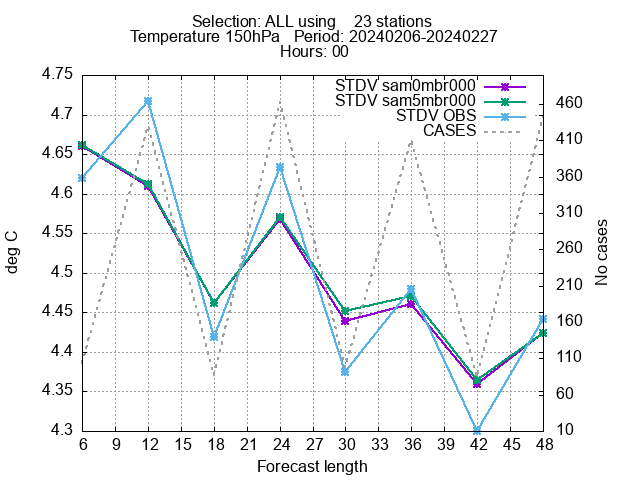 Selection: ALL using    23 stations
Temperature 150hPa   Period: 20240206-20240227
Hours: 00
STDV sam0mbr000
STDV sam5mbr000
STDV OBS
CASES
deg C
4.75
4.7
4.65
4.6
4.55
4.5
4.45
4.4
4.35
4.3
460
410
360
310
260
210
160
110
60
10
No cases
6 9 12 15 18 21 24 27 30 33 36 39 42 45 48
Forecast length